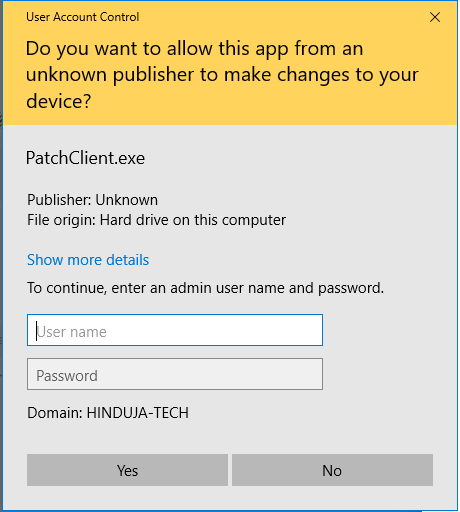 User Account Control
Do you want to allow this app from an
unknown publisher to make changes to your
device?
PatchClient.exe
Publisher: Unknown
File origin: Hard drive on this computer
Show more details
To continue, enter an admin user name and password.
User name
Password
Domain: HINDUJA-TECH
Yes
No